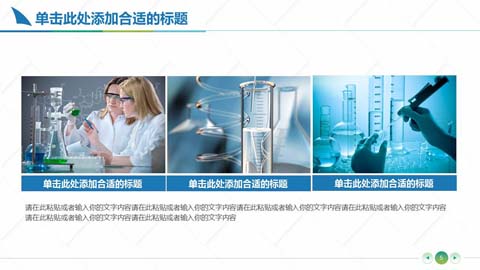 单击此处添加合适的标题
单击此处添加合适的标题
单击此处添加合适的标题
单击此处添加合适的标题
请在此粘贴或者输入你的文字内容请在此粘贴或者输入你的文字内容请在此粘贴或者输入你的文字内容请在此粘贴或者输入你的文字内容
请在此粘贴或者输入你的文字内容请在此粘贴或者输入你的文字内容
5